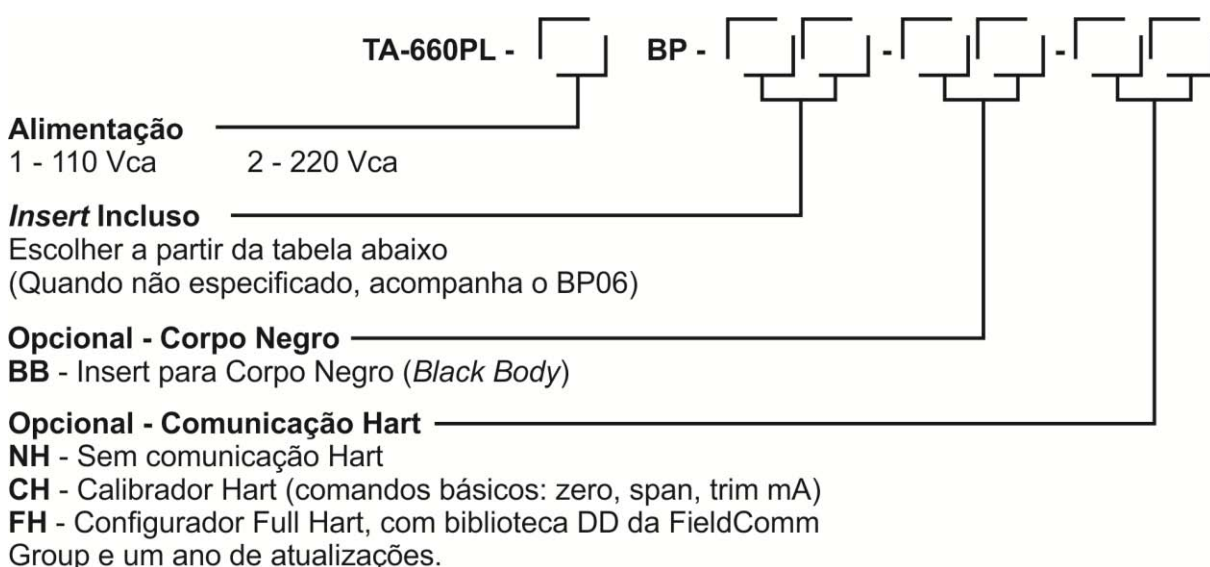 TA-660PL - BP - - -
Alimentação
1 - 110 Vca 2 - 220 Vca
Insert Incluso
Escolher a partir da tabela abaixo
(Quando não especificado, acompanha o BP06)
Opcional - Corpo Negro
BB - Insert para Corpo Negro (Black Body)
Opcional - Comunicação Hart
NH - Sem comunicação Hart
CH - Calibrador Hart (comandos básicos: zero, span, trim mA)
FH - Configurador Full Hart, com biblioteca DD da FieldComm
Group e um ano de atualizações.